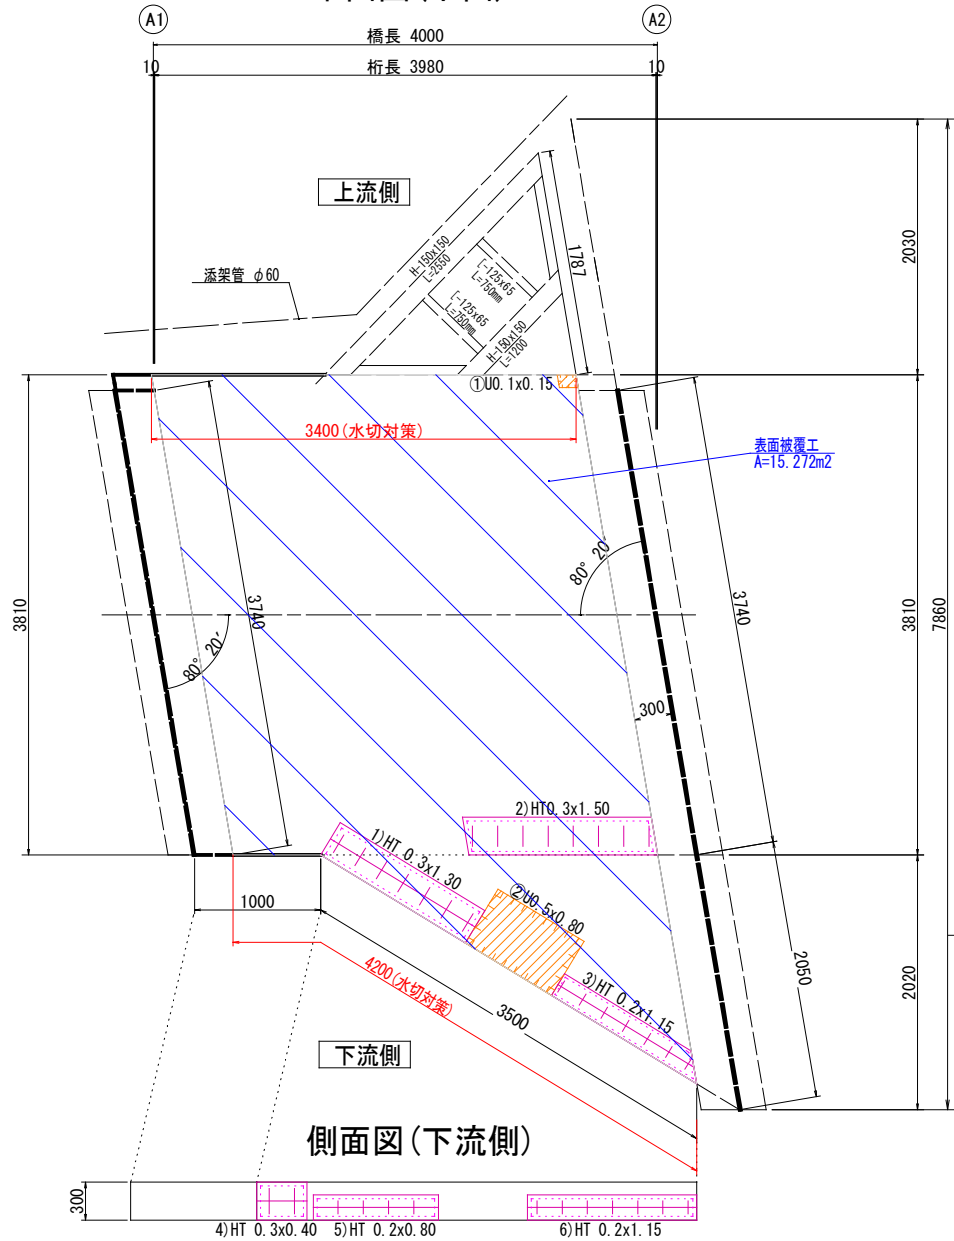 A1
A2
橋長 4000
10
桁長 3980
10
上流側
添架管 φ60
H-150x150
L=2550
[-125x65
L=750mm
[-125x65
L=750mm
H-150x150
L=1200
1787
2030
①U0.1x0.15
3400(水切対策)
表面被覆工
A=15.272m2
80° 20′
80° 20′
3810
3740
3740
3810
7860
300
2)HT0.3x1.50
1)HT 0.3x1.30
②U0.5x0.80
3)HT 0.2x1.15
1000
4200(水切対策)
3500
2050
2020
下流側
側面図(下流側)
300
4)HT 0.3x0.40
5)HT 0.2x0.80
6)HT 0.2x1.15